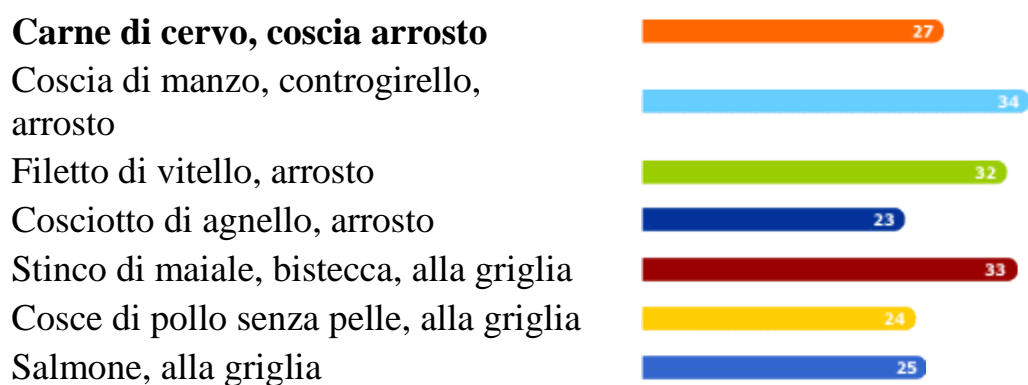 Carne di cervo, coscia arrosto 27
Coscia di manzo, controgirello,
arrosto 34
Filetto di vitello, arrosto 32
Cosciotto di agnello, arrosto 23
Stinco di maiale, bistecca, alla griglia 33
Cosce di pollo senza pelle, alla griglia 24
Salmone, alla griglia 25